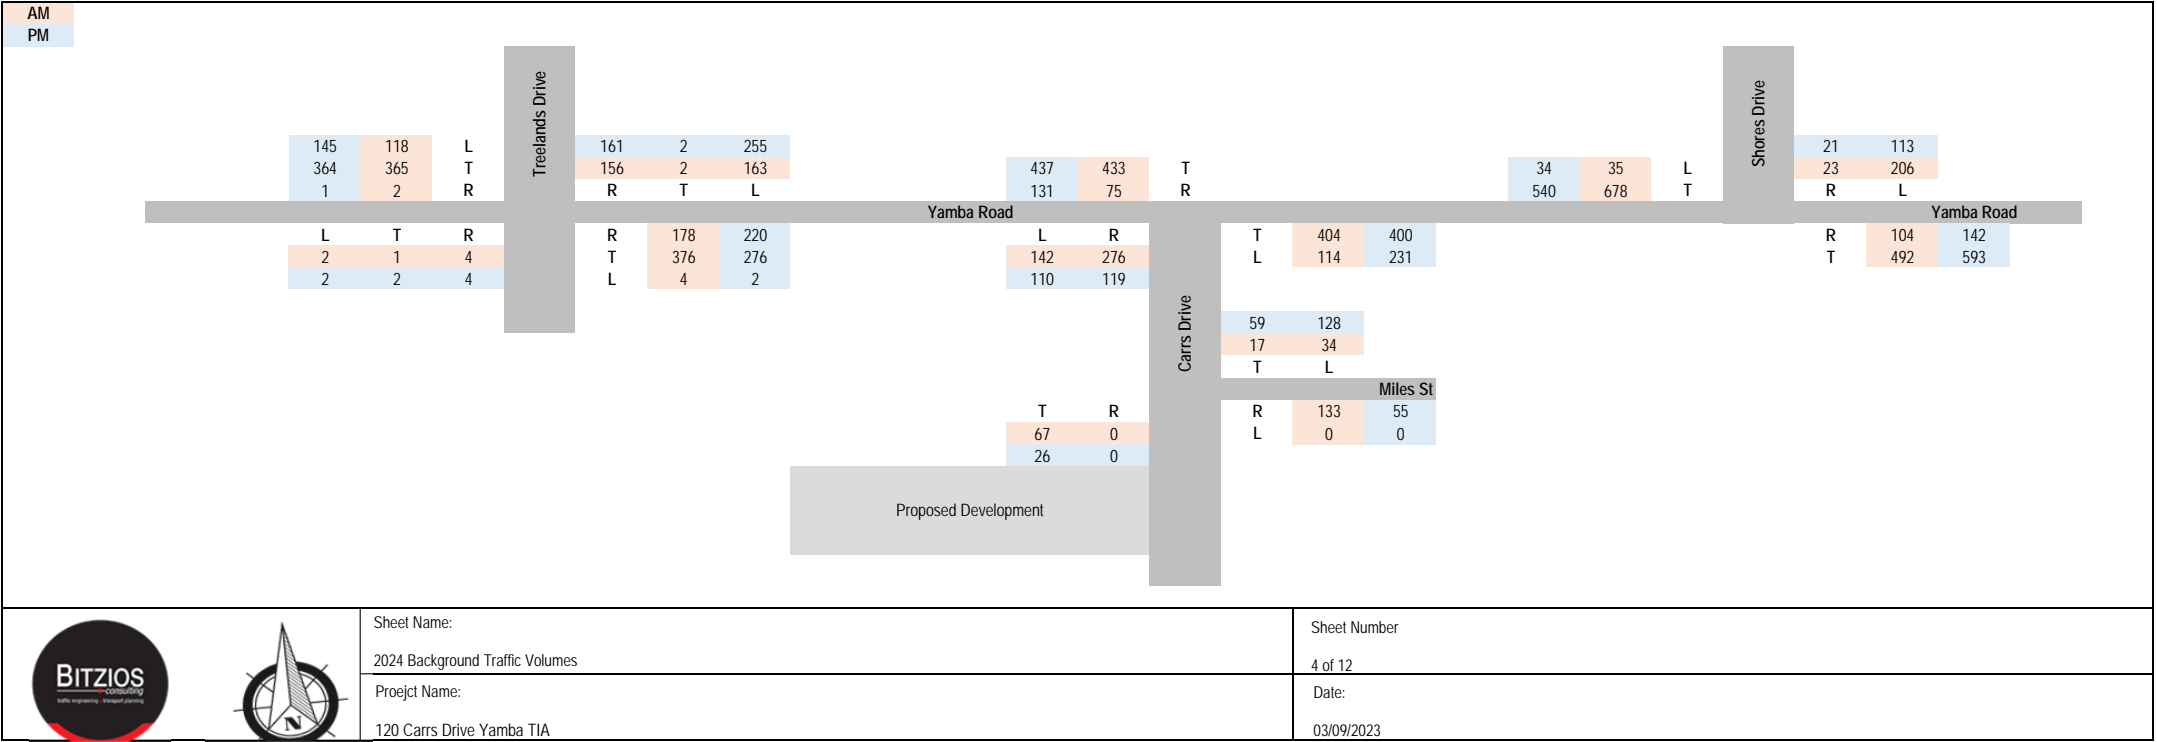 AM
PM
Treelands Drive
Shores Drive
145 118 L 161 2 255 21 113
364 365 T 156 2 163 437 433 T 34 35 L 23 206
1 2 R R T L 131 75 R 540 678 T R L
Yamba Road Yamba Road
L T R R 178 220 L R T 404 400 R 104 142
2 1 4 T 376 276 142 276 L 114 231 T 492 593
2 2 4 L 4 2 110 119
Carrs Drive
59 128
17 34
T L
Miles St
T R R 133 55
67 0 L 0 0
26 0
Proposed Development
BITZIOS
consulting
traffic engineering • transport planning
N
Sheet Name:
2024 Background Traffic Volumes
Sheet Number
4 of 12
Proejct Name:
120 Carrs Drive Yamba TIA
Date:
03/09/2023